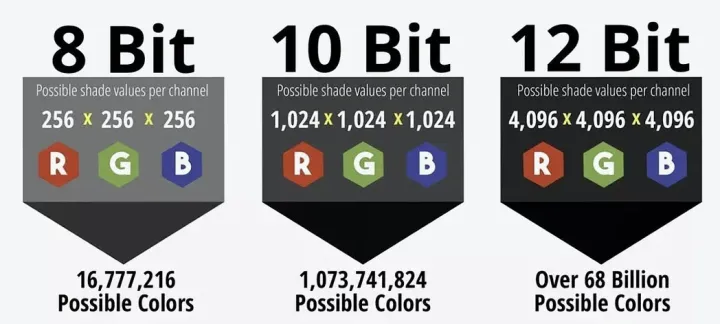 8 Bit
Possible shade values per channel
256 x 256 x 256
R G B
16,777,216
Possible Colors
10 Bit
Possible shade values per channel
1,024 x 1,024 x 1,024
R G B
1,073,741,824
Possible Colors
12 Bit
Possible shade values per channel
4,096 x 4,096 x 4,096
R G B
Over 68 Billion
Possible Colors